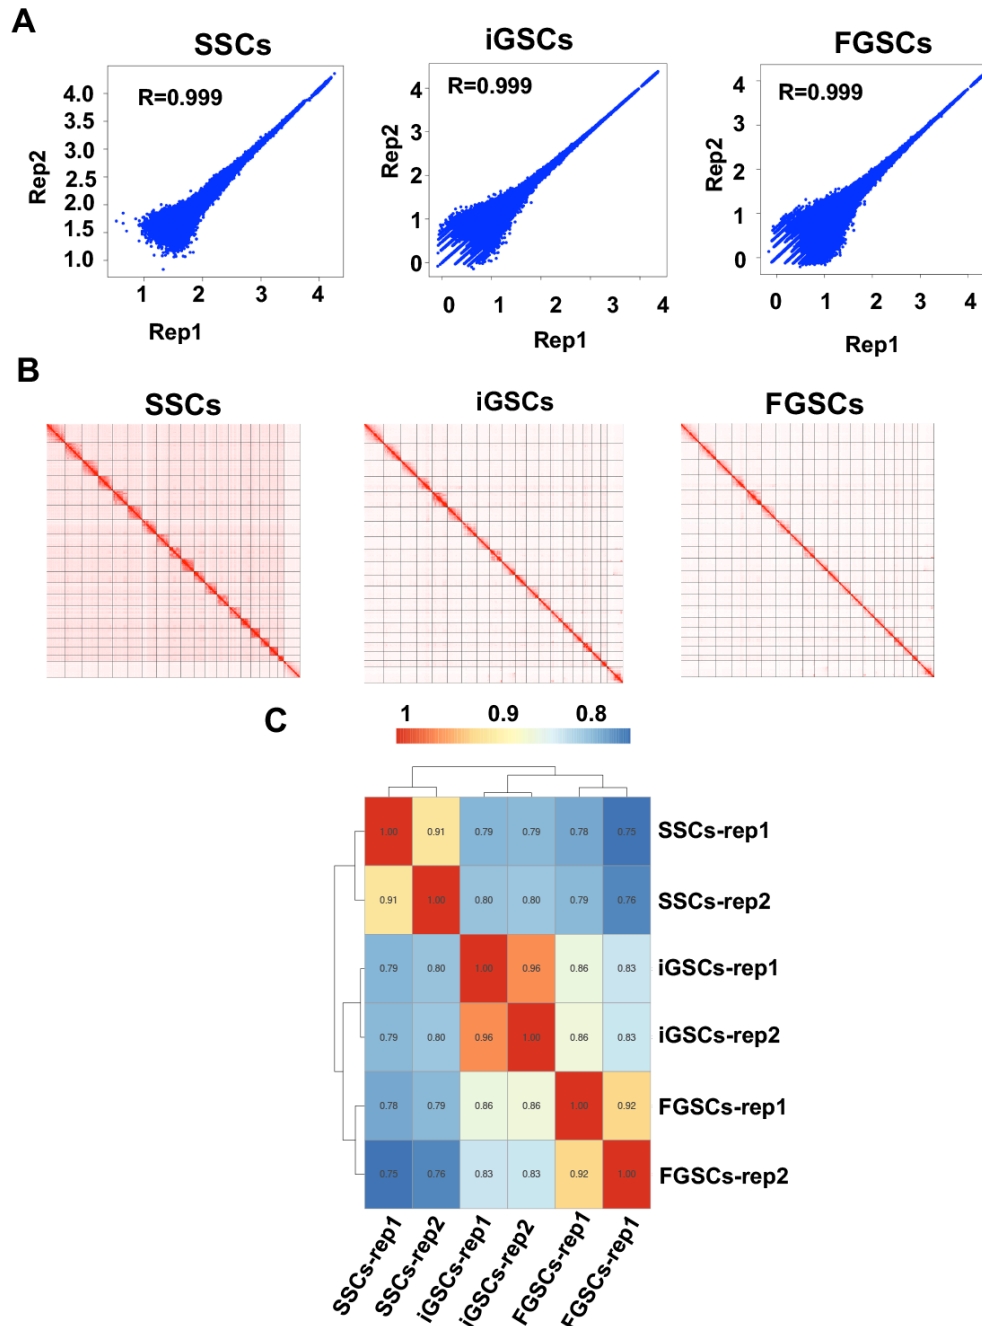 A
SSCs
iGSCs
FGSCs
R=0.999
R=0.999
R=0.999
Rep2
4.0
3.5
3.0
2.5
2.0
1.5
1.0
1 2 3 4
Rep1
Rep2
4
3
2
1
0
0 1 2 3 4
Rep1
Rep2
4
3
2
1
0
0 1 2 3 4
Rep1
B
SSCs
iGSCs
FGSCs
C
1 0.9 0.8
1.00 0.91 0.79 0.79 0.78 0.75 SSCs-rep1
0.91 1.00 0.80 0.80 0.79 0.76 SSCs-rep2
0.79 0.80 1.00 0.96 0.86 0.83 iGSCs-rep1
0.79 0.80 0.96 1.00 0.86 0.83 iGSCs-rep2
0.78 0.79 0.86 0.86 1.00 0.92 FGSCs-rep1
0.75 0.76 0.83 0.83 0.92 1.00 FGSCs-rep2
SSCs-rep1
SSCs-rep2
iGSCs-rep1
iGSCs-rep2
FGSCs-rep1
FGSCs-rep1